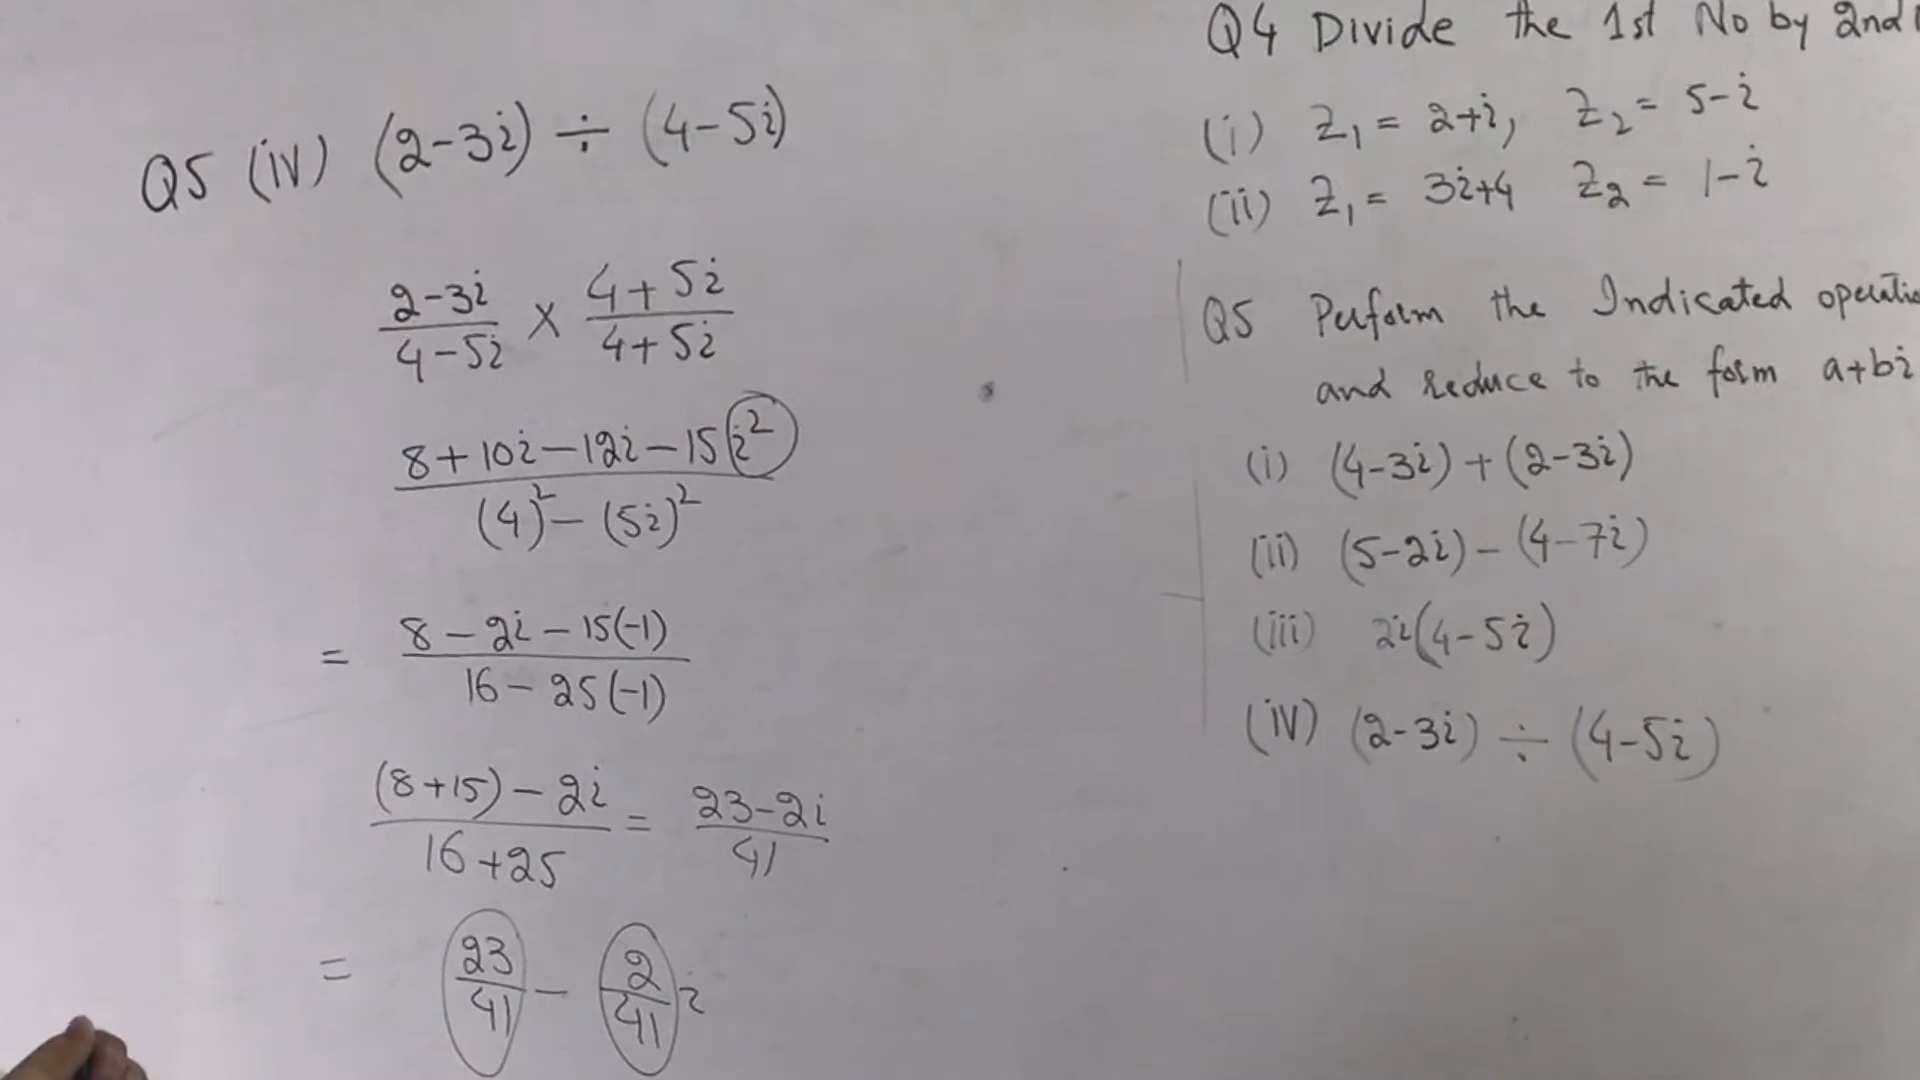 Q5 (iv) (2-3i) ÷ (4-5i)
2-3i / 4-5i × 4+5i / 4+5i
8+10i-12i-15i²
(4)²-(5i)²
= 8-2i-15(-1)
16-25(-1)
(8+15)-2i / 16+25 = 23-2i / 41
= 23/41 - 2/41 i
Q4 Divide the 1st No by 2nd
(i) Z₁ = 2+i, Z₂ = 5-i
(ii) Z₁ = 3i+4 Z₂ = 1-i
Q5 Perform the Indicated operatio
and reduce to the form a+bi
(i) (4-3i)+(2-3i)
(ii) (5-2i)-(4-7i)
(iii) 2i(4-5i)
(iv) (2-3i) ÷ (4-5i)